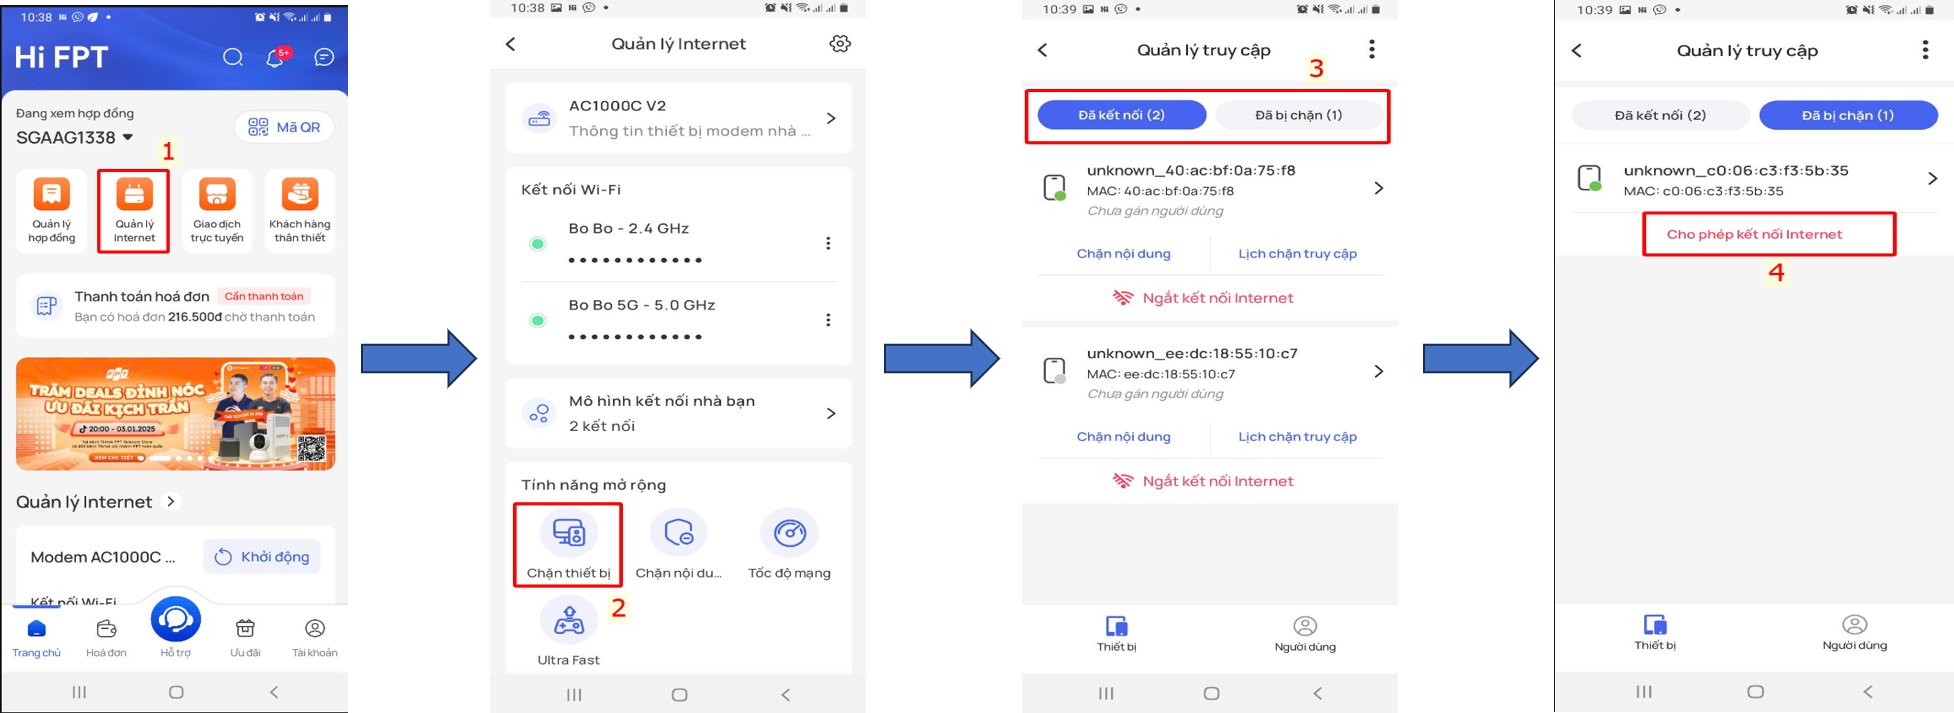 10:38
Hi FPT
5+
Đang xem hợp đồng
SGAAG1338
Mã QR
1
Quản lý
hợp đồng
Quản lý
Internet
Giao dịch
trực tuyến
Khách hàng
thân thiết
Thanh toán hoá đơn
Cần thanh toán
Bạn có hoá đơn 216.500đ chờ thanh toán
FPT
TRĂM DEALS ĐỈNH NÓC
ƯU ĐÃI KỊCH TRẦN
20:00 - 03.01.2025
XEM CHI TIẾT
Quản lý Internet
Modem AC1000C ...
Khởi động
Kết nối Wi-Fi
Trang chủ
Hoá đơn
Hỗ trợ
Ưu đãi
Tài khoản
10:38
Quản lý Internet
AC1000C V2
Thông tin thiết bị modem nhà ...
Kết nối Wi-Fi
Bo Bo - 2.4 GHz
••••••••••••
Bo Bo 5G - 5.0 GHz
••••••••••••
Mô hình kết nối nhà bạn
2 kết nối
Tính năng mở rộng
Chặn thiết bị
Chặn nội du...
Tốc độ mạng
2
Ultra Fast
10:39
Quản lý truy cập
3
Đã kết nối (2)
Đã bị chặn (1)
unknown_40:ac:bf:0a:75:f8
MAC: 40:ac:bf:0a:75:f8
Chưa gán người dùng
Chặn nội dung
Lịch chặn truy cập
Ngắt kết nối Internet
unknown_ee:dc:18:55:10:c7
MAC: ee:dc:18:55:10:c7
Chưa gán người dùng
Chặn nội dung
Lịch chặn truy cập
Ngắt kết nối Internet
Thiết bị
Người dùng
10:39
Quản lý truy cập
Đã kết nối (2)
Đã bị chặn (1)
unknown_c0:06:c3:f3:5b:35
MAC: c0:06:c3:f3:5b:35
Cho phép kết nối Internet
4
Thiết bị
Người dùng